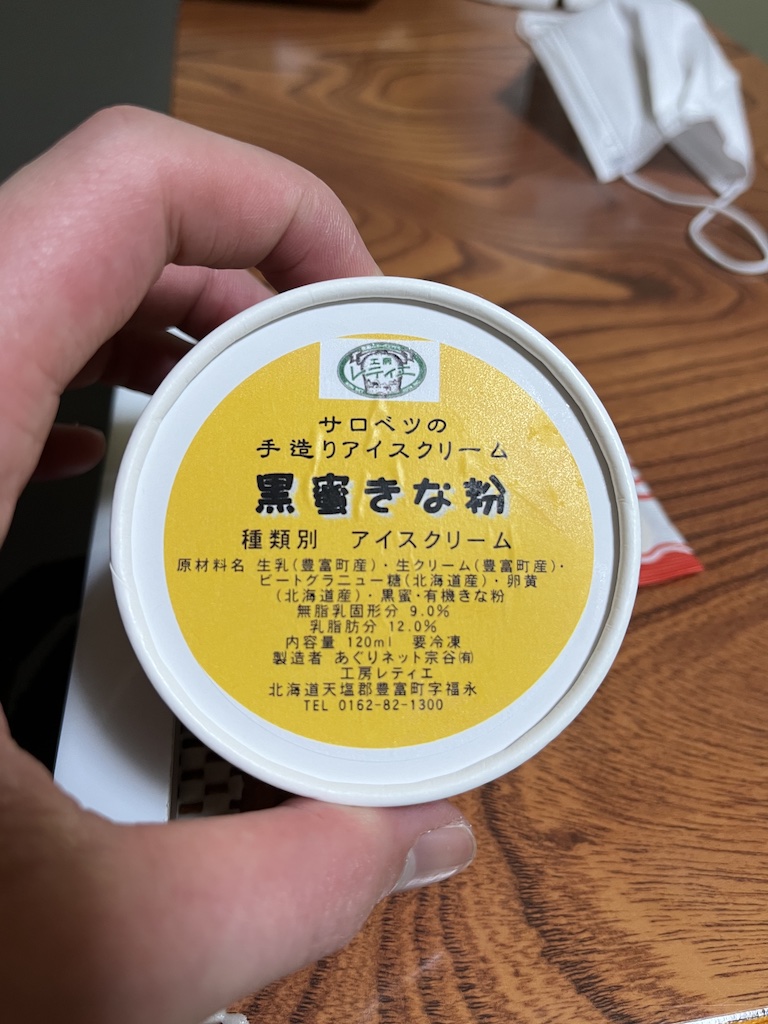 工房
レティエ
サロベツの
手造りアイスクリーム
黒蜜きな粉
種類別　アイスクリーム
原材料名 生乳(豊富町産)・生クリーム(豊富町産)・
ビートグラニュー糖(北海道産)・卵黄
(北海道産)・黒蜜・有機きな粉
無脂乳固形分 9.0%
乳脂肪分 12.0%
内容量 120ml　要冷凍
製造者 あぐりネット宗谷㈲
工房レティエ
北海道天塩郡豊富町字福永
TEL 0162-82-1300